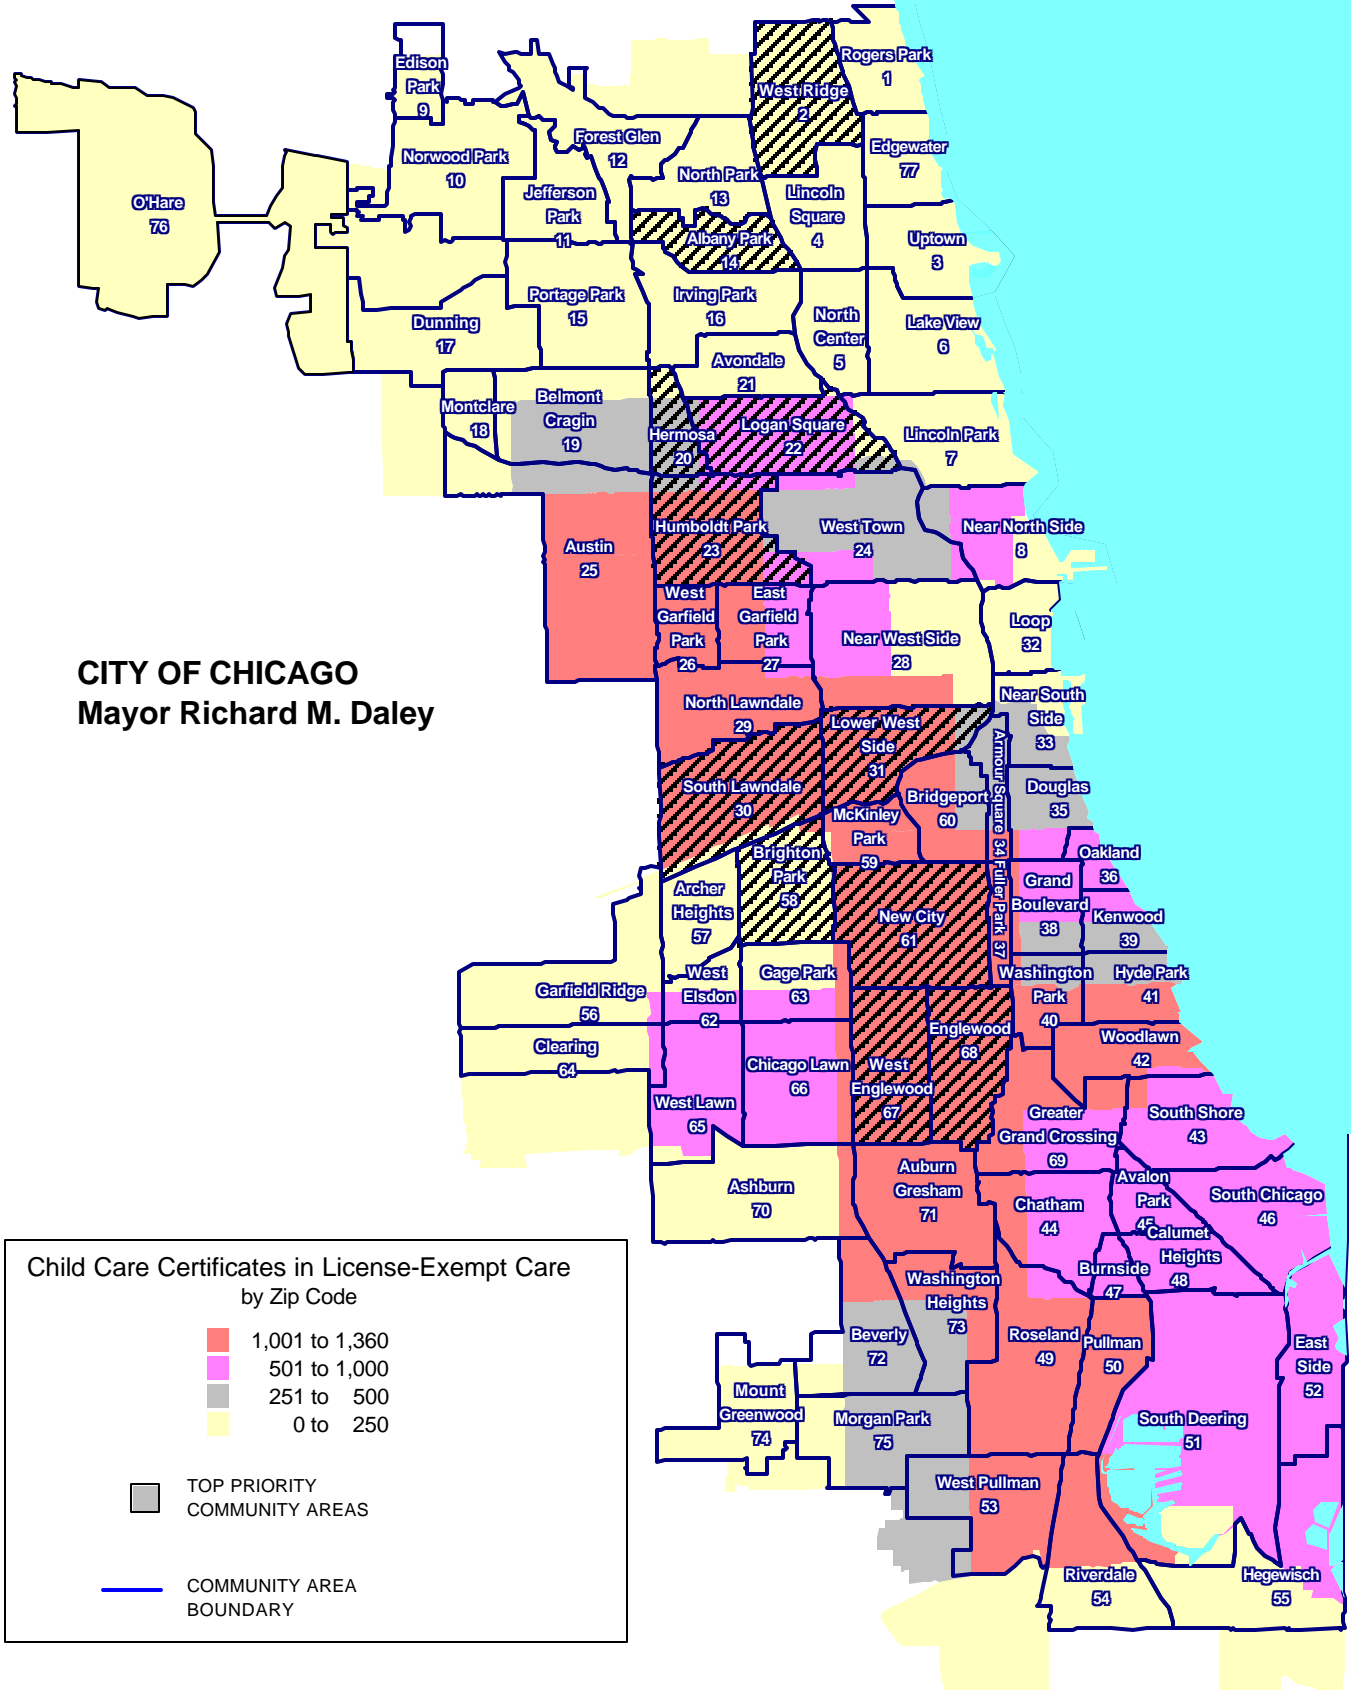 Edison
Park
9
Rogers Park
1
West Ridge
2
Norwood Park
10
Forest Glen
12
Edgewater
77
North Park
13
Jefferson
Park
11
Lincoln
Square
4
O'Hare
76
Albany Park
14
Uptown
3
Portage Park
15
Irving Park
16
North
Center
5
Lake View
6
Dunning
17
Avondale
21
Montclare
18
Belmont
Cragin
19
Hermosa
20
Logan Square
22
Lincoln Park
7
Austin
25
Humboldt Park
23
West Town
24
Near North Side
8
West
Garfield
Park
26
East
Garfield
Park
27
Near West Side
28
Loop
32
CITY OF CHICAGO
Mayor Richard M. Daley
North Lawndale
29
Lower West
Side
31
Near South
Side
33
South Lawndale
30
Bridgeport
60
Armour Square 34
Douglas
35
McKinley
Park
59
Brighton
Park
58
Oakland
36
Archer
Heights
57
New City
61
Fuller Park 37
Grand
Boulevard
38
Kenwood
39
Garfield Ridge
56
West
Elsdon
62
Gage Park
63
Washington
Park
40
Hyde Park
41
Clearing
64
Chicago Lawn
66
West
Englewood
67
Englewood
68
Woodlawn
42
West Lawn
65
Greater
Grand Crossing
69
South Shore
43
Ashburn
70
Auburn
Gresham
71
Chatham
44
Avalon
Park
45
South Chicago
46
Calumet
Heights
48
Burnside
47
Washington
Heights
73
Beverly
72
Roseland
49
Pullman
50
East
Side
52
Mount
Greenwood
74
Morgan Park
75
South Deering
51
West Pullman
53
Riverdale
54
Hegewisch
55
Child Care Certificates in License-Exempt Care
by Zip Code
1,001 to 1,360
501 to 1,000
251 to 500
0 to 250
TOP PRIORITY
COMMUNITY AREAS
COMMUNITY AREA
BOUNDARY